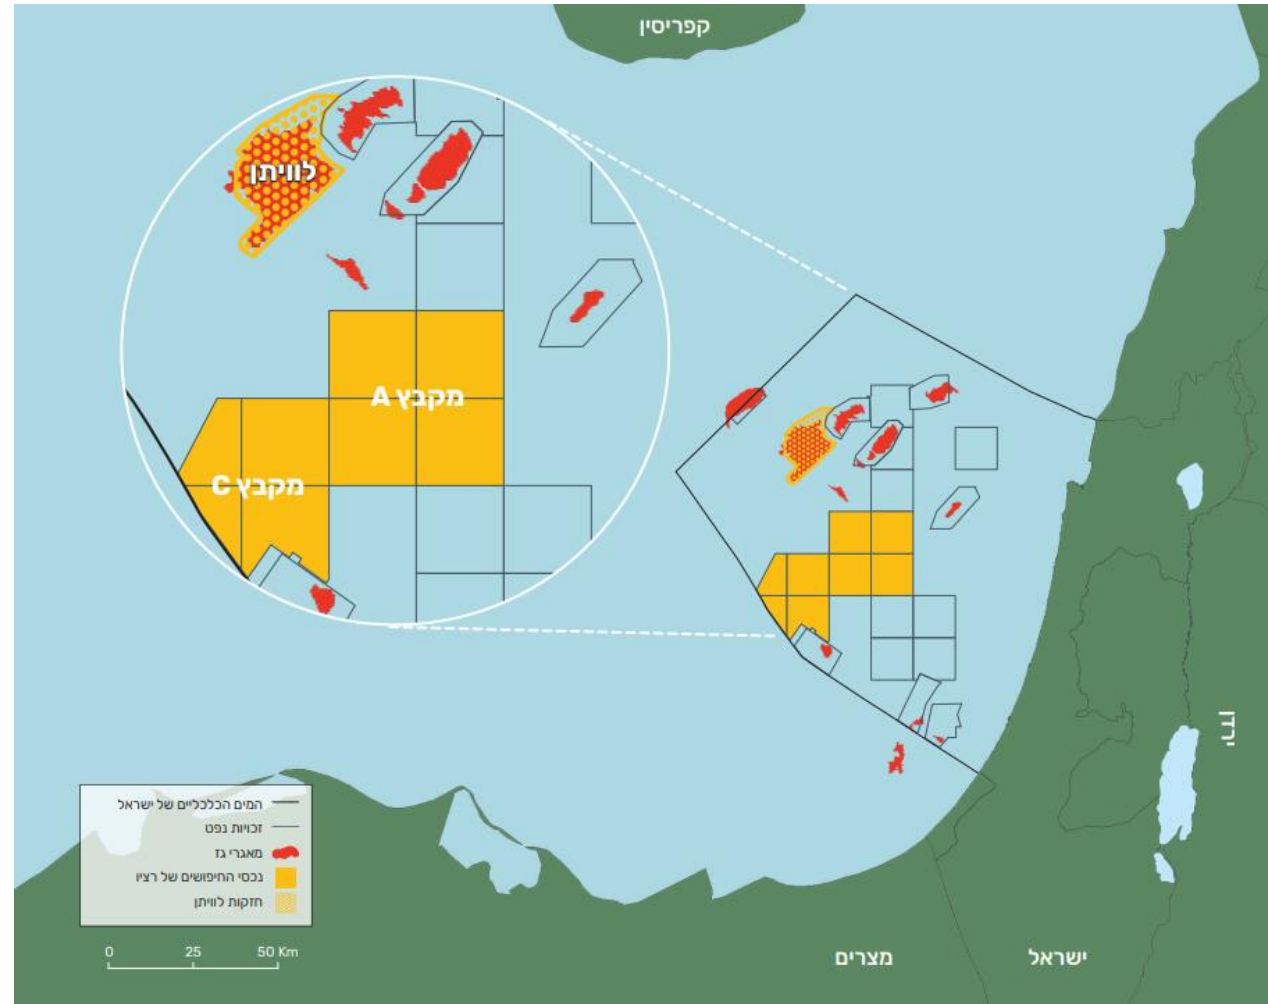 קפריסין
לוויתן
מקבץ A
מקבץ C
ירדן
המים הכלכליים של ישראל
זכויות נפט
מאגרי גז
נכסי החיפושים של רציו
חזקות לוויתן
0 25 50 Km
מצרים
ישראל